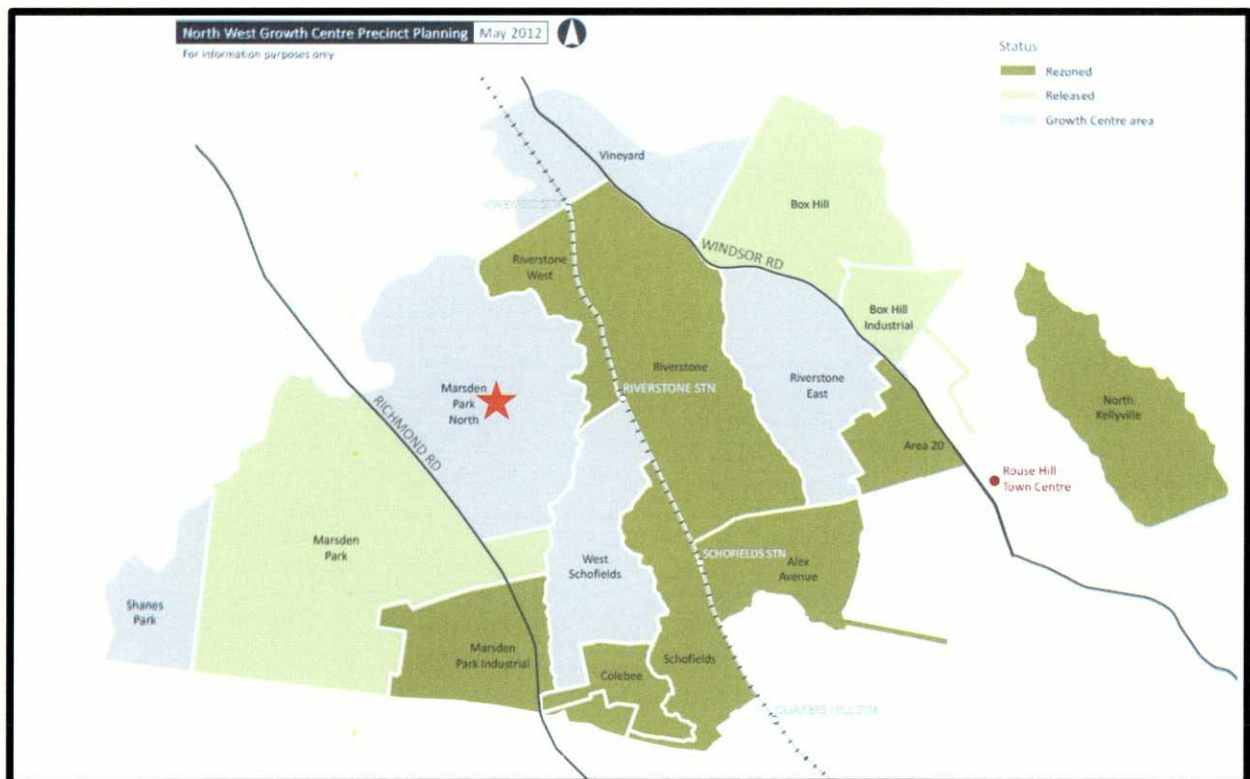 North West Growth Centre Precinct Planning May 2012
For information purposes only
Status
Rezoned
Released
Growth Centre area
Vineyard
Box Hill
WINDSOR RD
Riverstone
West
Box Hill
Industrial
Riverstone
RIVERSTONE STN
Riverstone
East
Marsden
Park
North
RICHMOND RD
North
Kellyville
Area 20
Rouse Hill
Town Centre
Marsden
Park
West
Schofields
SCHOFIELDS STN
Alex
Avenue
Shanes
Park
Marsden
Park Industrial
Colebee
Schofields